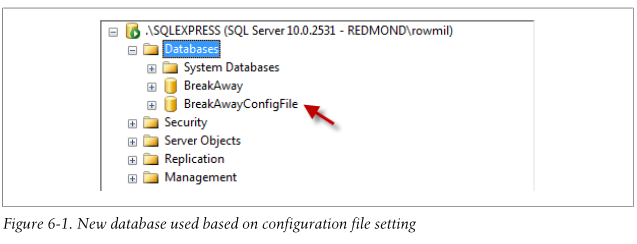 .\SQLEXPRESS (SQL Server 10.0.2531 - REDMOND\rowmil)
Databases
System Databases
BreakAway
BreakAwayConfigFile
Security
Server Objects
Replication
Management
Figure 6-1. New database used based on configuration file setting